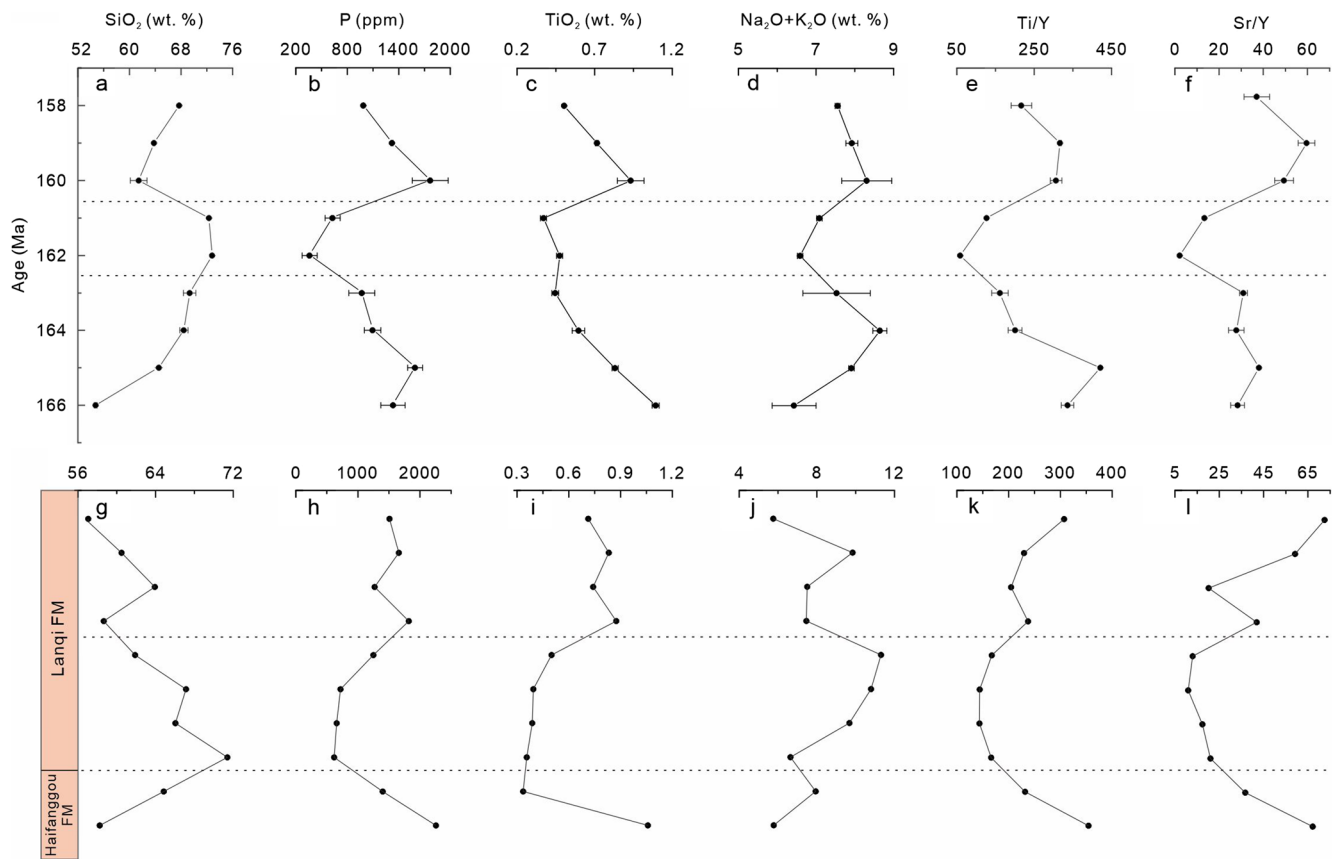 SiO₂ (wt. %) P (ppm) TiO₂ (wt. %) Na₂O+K₂O (wt. %) Ti/Y Sr/Y
52 60 68 76 200 800 1400 2000 0.2 0.7 1.2 5 7 9 50 250 450 0 20 40 60
a b c d e f
158
160
162
164
166
Age (Ma)
56 64 72 0 1000 2000 0.3 0.6 0.9 1.2 4 8 12 100 200 300 400 5 25 45 65
g h i j k l
Lanqi FM
Haifanggou
FM